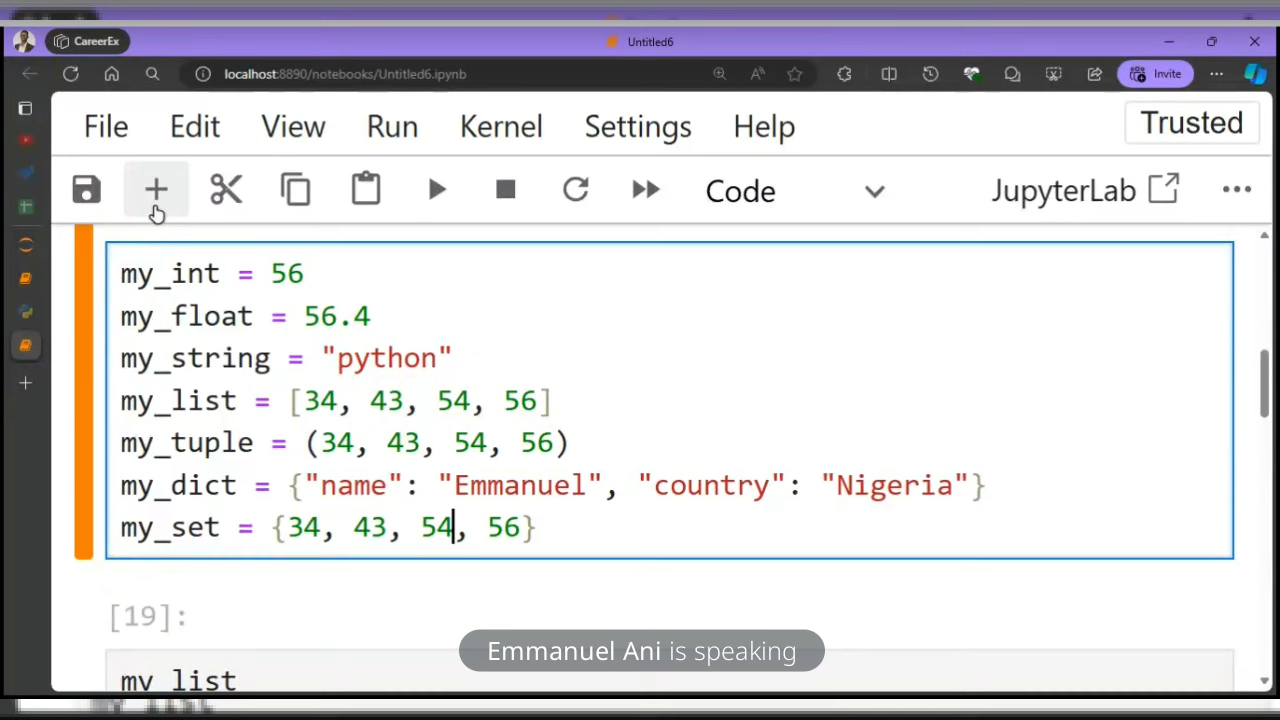 CareerEx
Untitled6
localhost:8890/notebooks/Untitled6.ipynb
Invite
File Edit View Run Kernel Settings Help
Trusted
Code
JupyterLab
my_int = 56
my_float = 56.4
my_string = "python"
my_list = [34, 43, 54, 56]
my_tuple = (34, 43, 54, 56)
my_dict = {"name": "Emmanuel", "country": "Nigeria"}
my_set = {34, 43, 54, 56}
[19]:
Emmanuel Ani is speaking
my_list